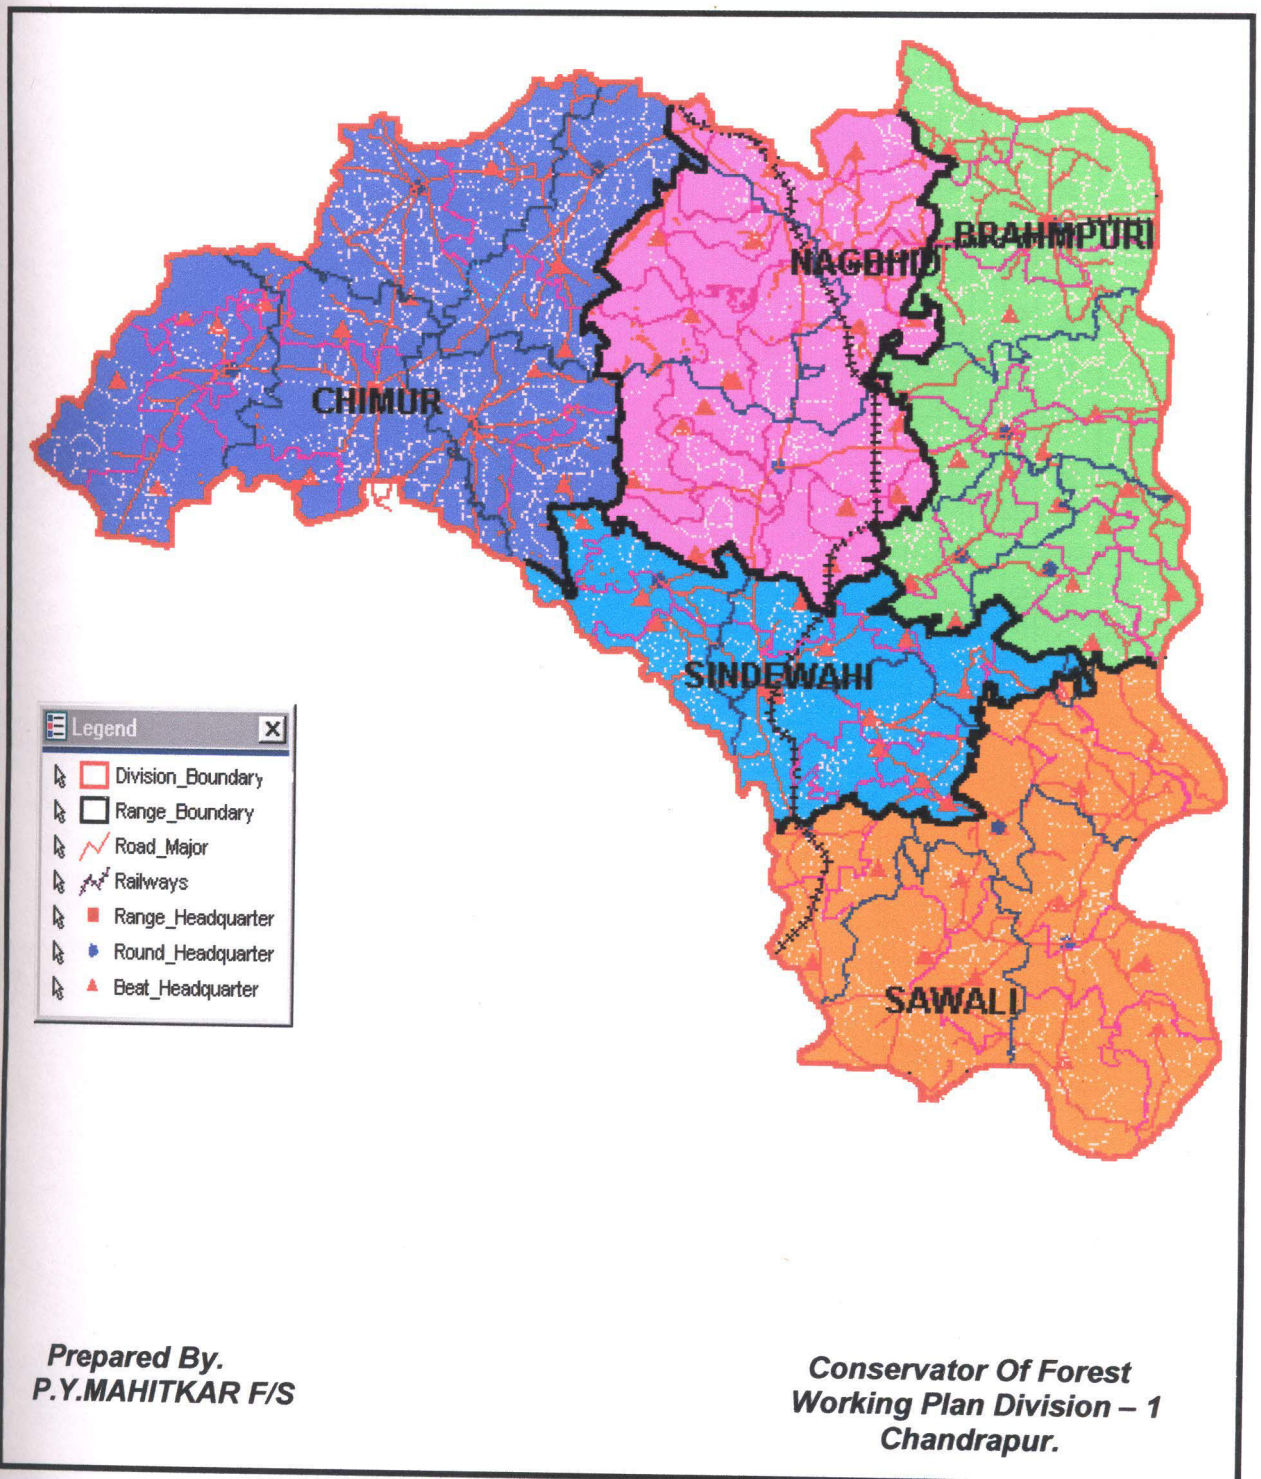 BRAHMPURI
NAGBHID
CHIMUR
SINDEWAHI
SAWALI
Legend
Division_Boundary
Range_Boundary
Road_Major
Railways
Range_Headquarter
Round_Headquarter
Beat_Headquarter
Prepared By.
P.Y.MAHITKAR F/S
Conservator Of Forest
Working Plan Division – 1
Chandrapur.